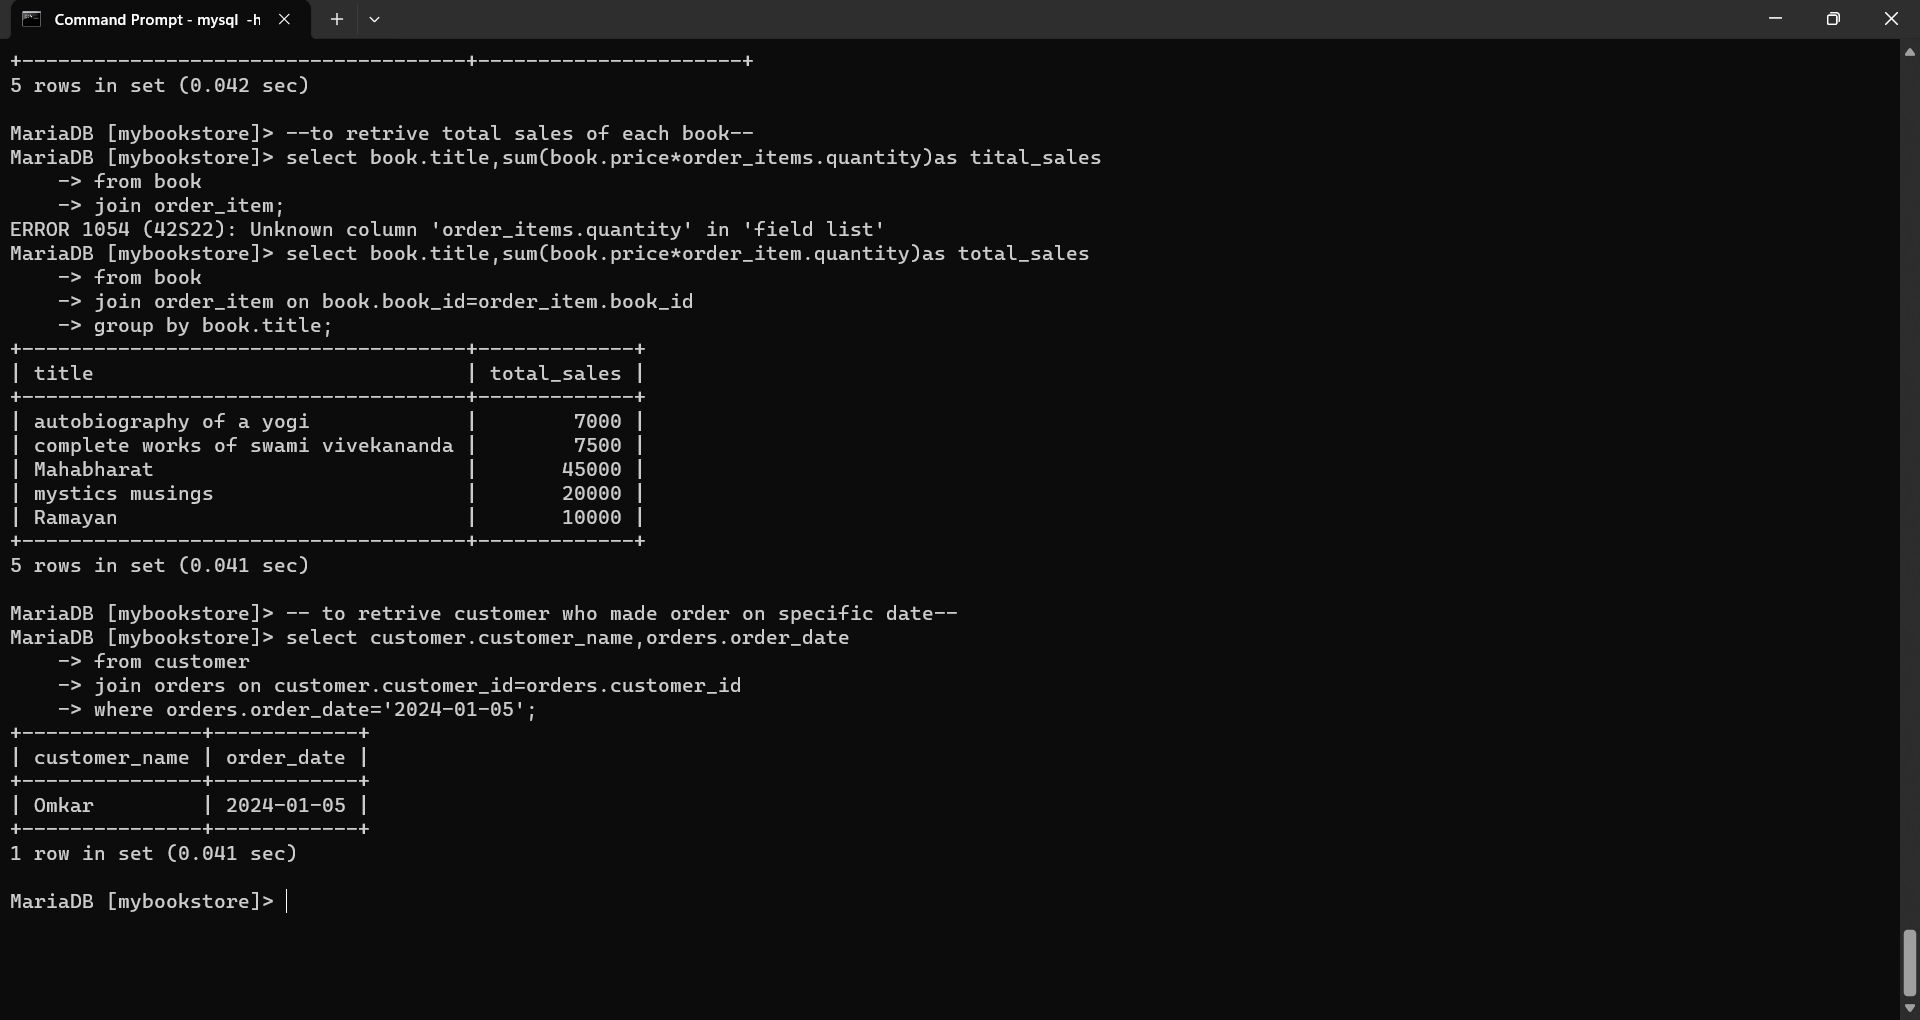 Command Prompt - mysql -h
+-------------------------------------+----------------------+
5 rows in set (0.042 sec)
MariaDB [mybookstore]> --to retrive total sales of each book--
MariaDB [mybookstore]> select book.title,sum(book.price*order_items.quantity)as tital_sales
    -> from book
    -> join order_item;
ERROR 1054 (42S22): Unknown column 'order_items.quantity' in 'field list'
MariaDB [mybookstore]> select book.title,sum(book.price*order_item.quantity)as total_sales
    -> from book
    -> join order_item on book.book_id=order_item.book_id
    -> group by book.title;
+-------------------------------------+-------------+
| title                               | total_sales |
+-------------------------------------+-------------+
| autobiography of a yogi             |        7000 |
| complete works of swami vivekananda |        7500 |
| Mahabharat                          |       45000 |
| mystics musings                     |       20000 |
| Ramayan                             |       10000 |
+-------------------------------------+-------------+
5 rows in set (0.041 sec)
MariaDB [mybookstore]> -- to retrive customer who made order on specific date--
MariaDB [mybookstore]> select customer.customer_name,orders.order_date
    -> from customer
    -> join orders on customer.customer_id=orders.customer_id
    -> where orders.order_date='2024-01-05';
+---------------+------------+
| customer_name | order_date |
+---------------+------------+
| Omkar         | 2024-01-05 |
+---------------+------------+
1 row in set (0.041 sec)
MariaDB [mybookstore]>